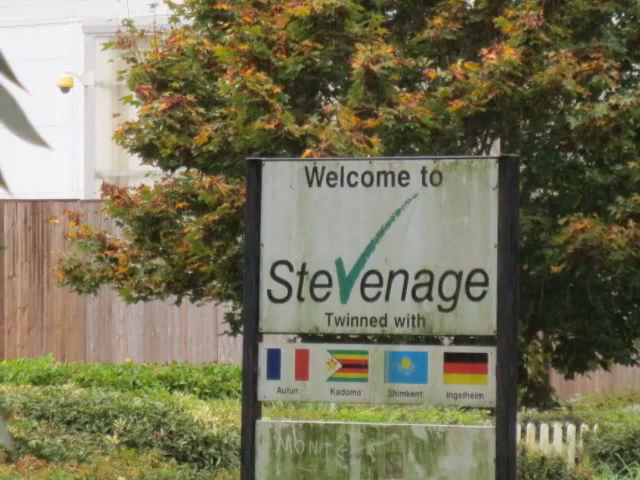 Welcome to
Stevenage
Twinned with
Autun Kadoma Shimkent Ingelheim